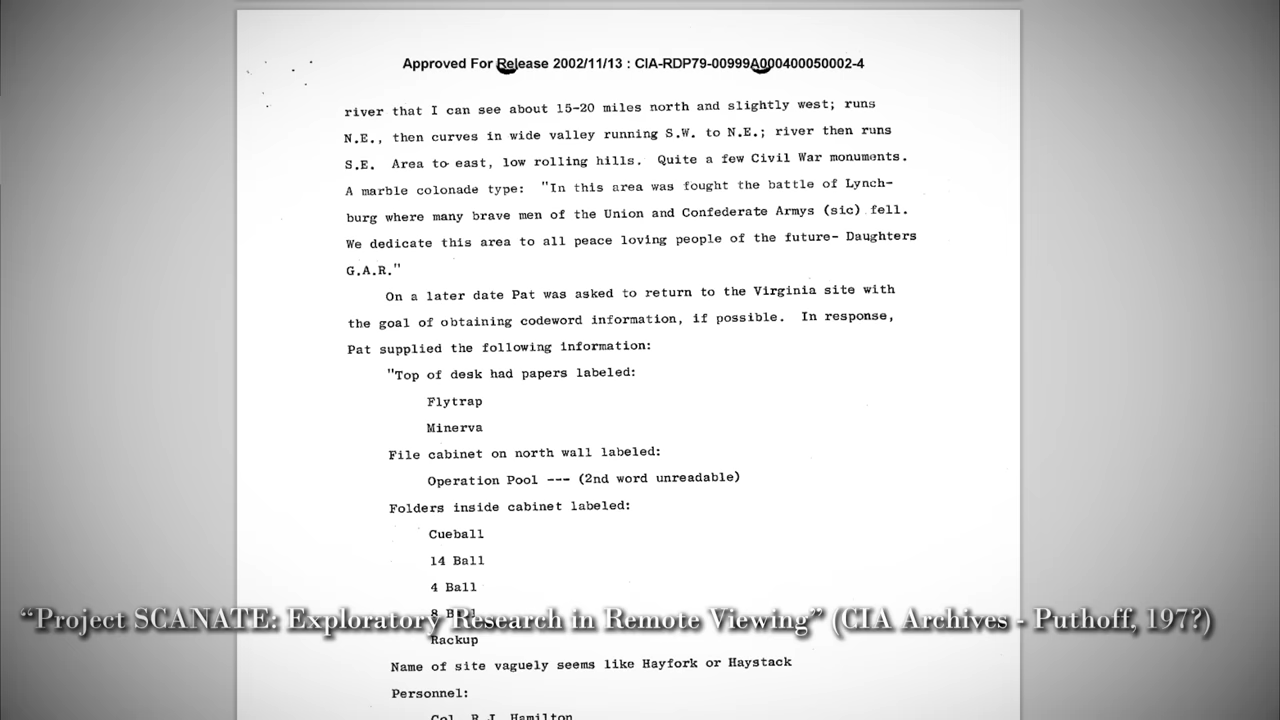 Approved For Release 2002/11/13 : CIA-RDP79-00999A000400050002-4
river that I can see about 15-20 miles north and slightly west; runs
N.E., then curves in wide valley running S.W. to N.E.; river then runs
S.E. Area to east, low rolling hills. Quite a few Civil War monuments.
A marble colonade type: "In this area was fought the battle of Lynch-
burg where many brave men of the Union and Confederate Armys (sic) fell.
We dedicate this area to all peace loving people of the future- Daughters
G.A.R."
On a later date Pat was asked to return to the Virginia site with
the goal of obtaining codeword information, if possible. In response,
Pat supplied the following information:
"Top of desk had papers labeled:
Flytrap
Minerva
File cabinet on north wall labeled:
Operation Pool --- (2nd word unreadable)
Folders inside cabinet labeled:
Cueball
14 Ball
4 Ball
8 Ball
“Project SCANATE: Exploratory Research in Remote Viewing” (CIA Archives - Puthoff, 197?)
Rackup
Name of site vaguely seems like Hayfork or Haystack
Personnel:
Col. R.J. Hamilton